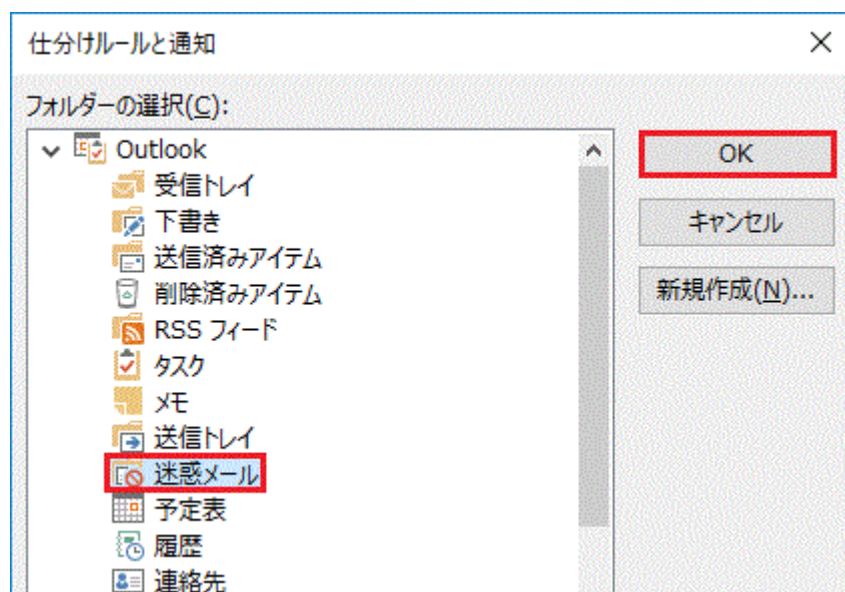 仕分けルールと通知
フォルダーの選択(C):
Outlook
受信トレイ
下書き
送信済みアイテム
削除済みアイテム
RSS フィード
タスク
メモ
送信トレイ
迷惑メール
予定表
履歴
連絡先
OK
キャンセル
新規作成(N)...